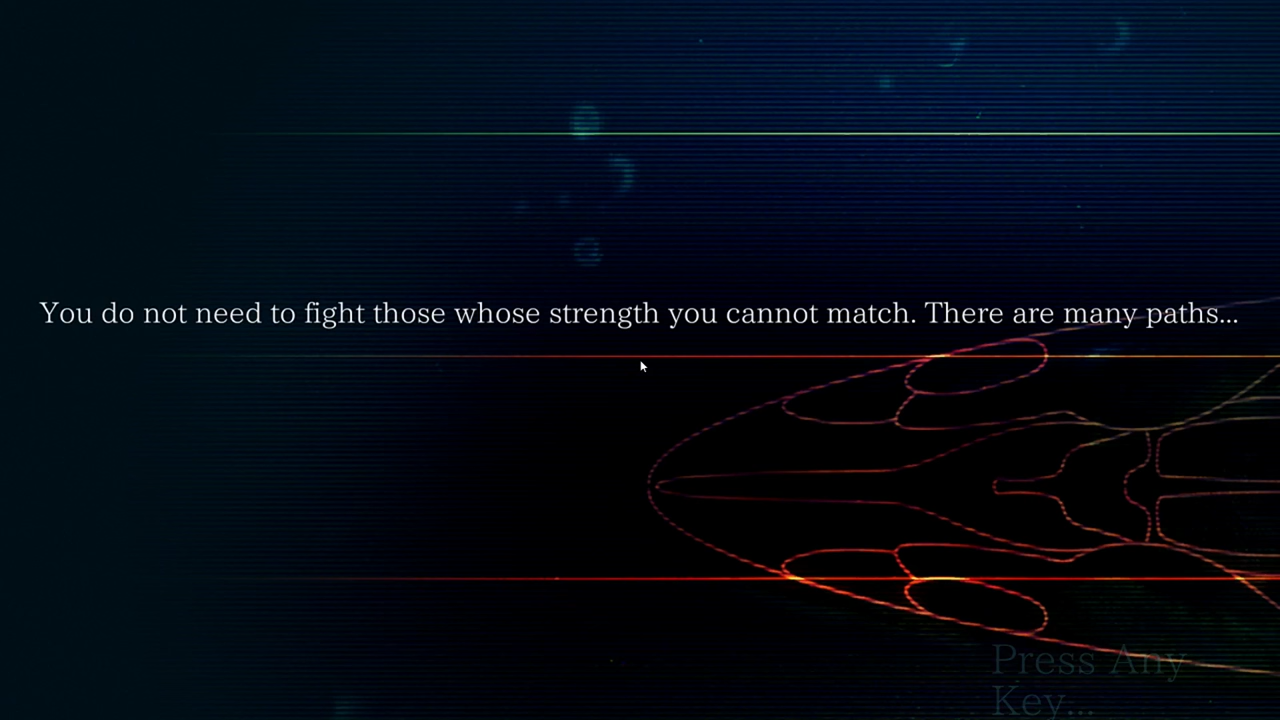 You do not need to fight those whose strength you cannot match. There are many paths...
Press Any
Key...